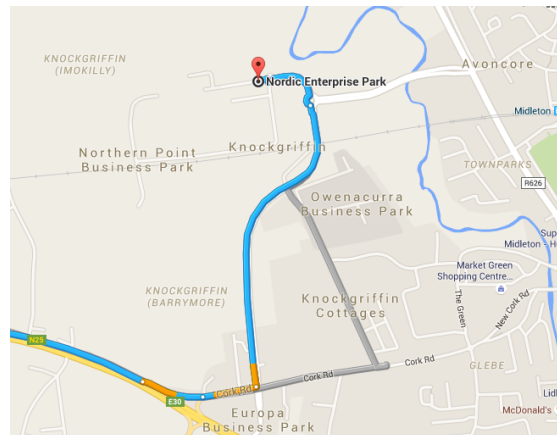 KNOCKGRIFFIN
(IMOKILLY)
Nordic Enterprise Park
Avoncore
Midleton
Knockgriffin
Northern Point
Business Park
TOWNPARKS
R626
Owenacurra
Business Park
Midleton - H
Market Green
Shopping Centre...
KNOCKGRIFFIN
(BARRYMORE)
Knockgriffin
Cottages
The Green
New Cork Rd
N25
Cork Rd
GLEBE
Cork Rd
Cork Rd
E30
Europa
Business Park
McDonald's